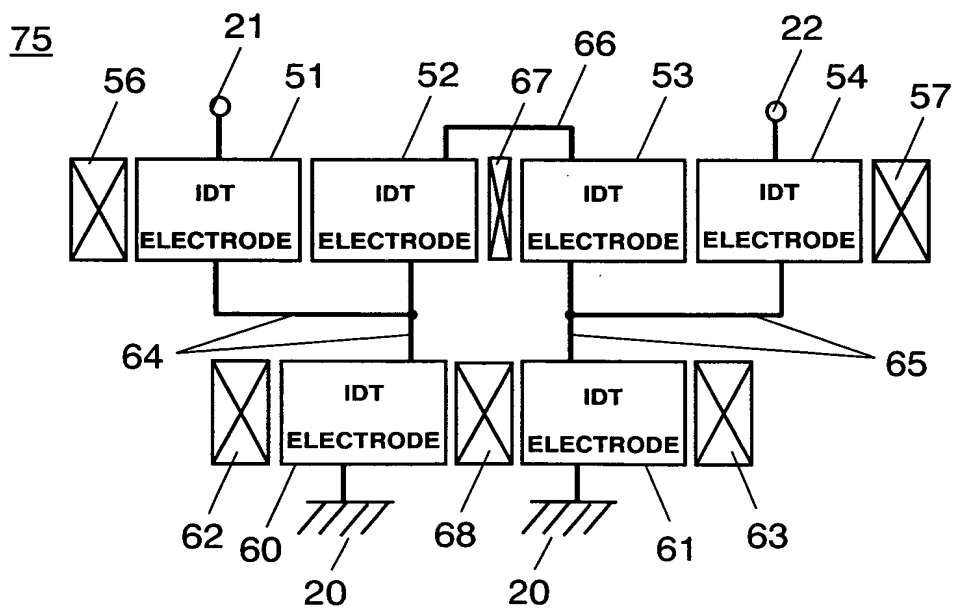 75
21
22
56
51
52
67
66
53
54
57
IDT
ELECTRODE
IDT
ELECTRODE
IDT
ELECTRODE
IDT
ELECTRODE
64
65
IDT
ELECTRODE
IDT
ELECTRODE
62
60
20
68
20
61
63